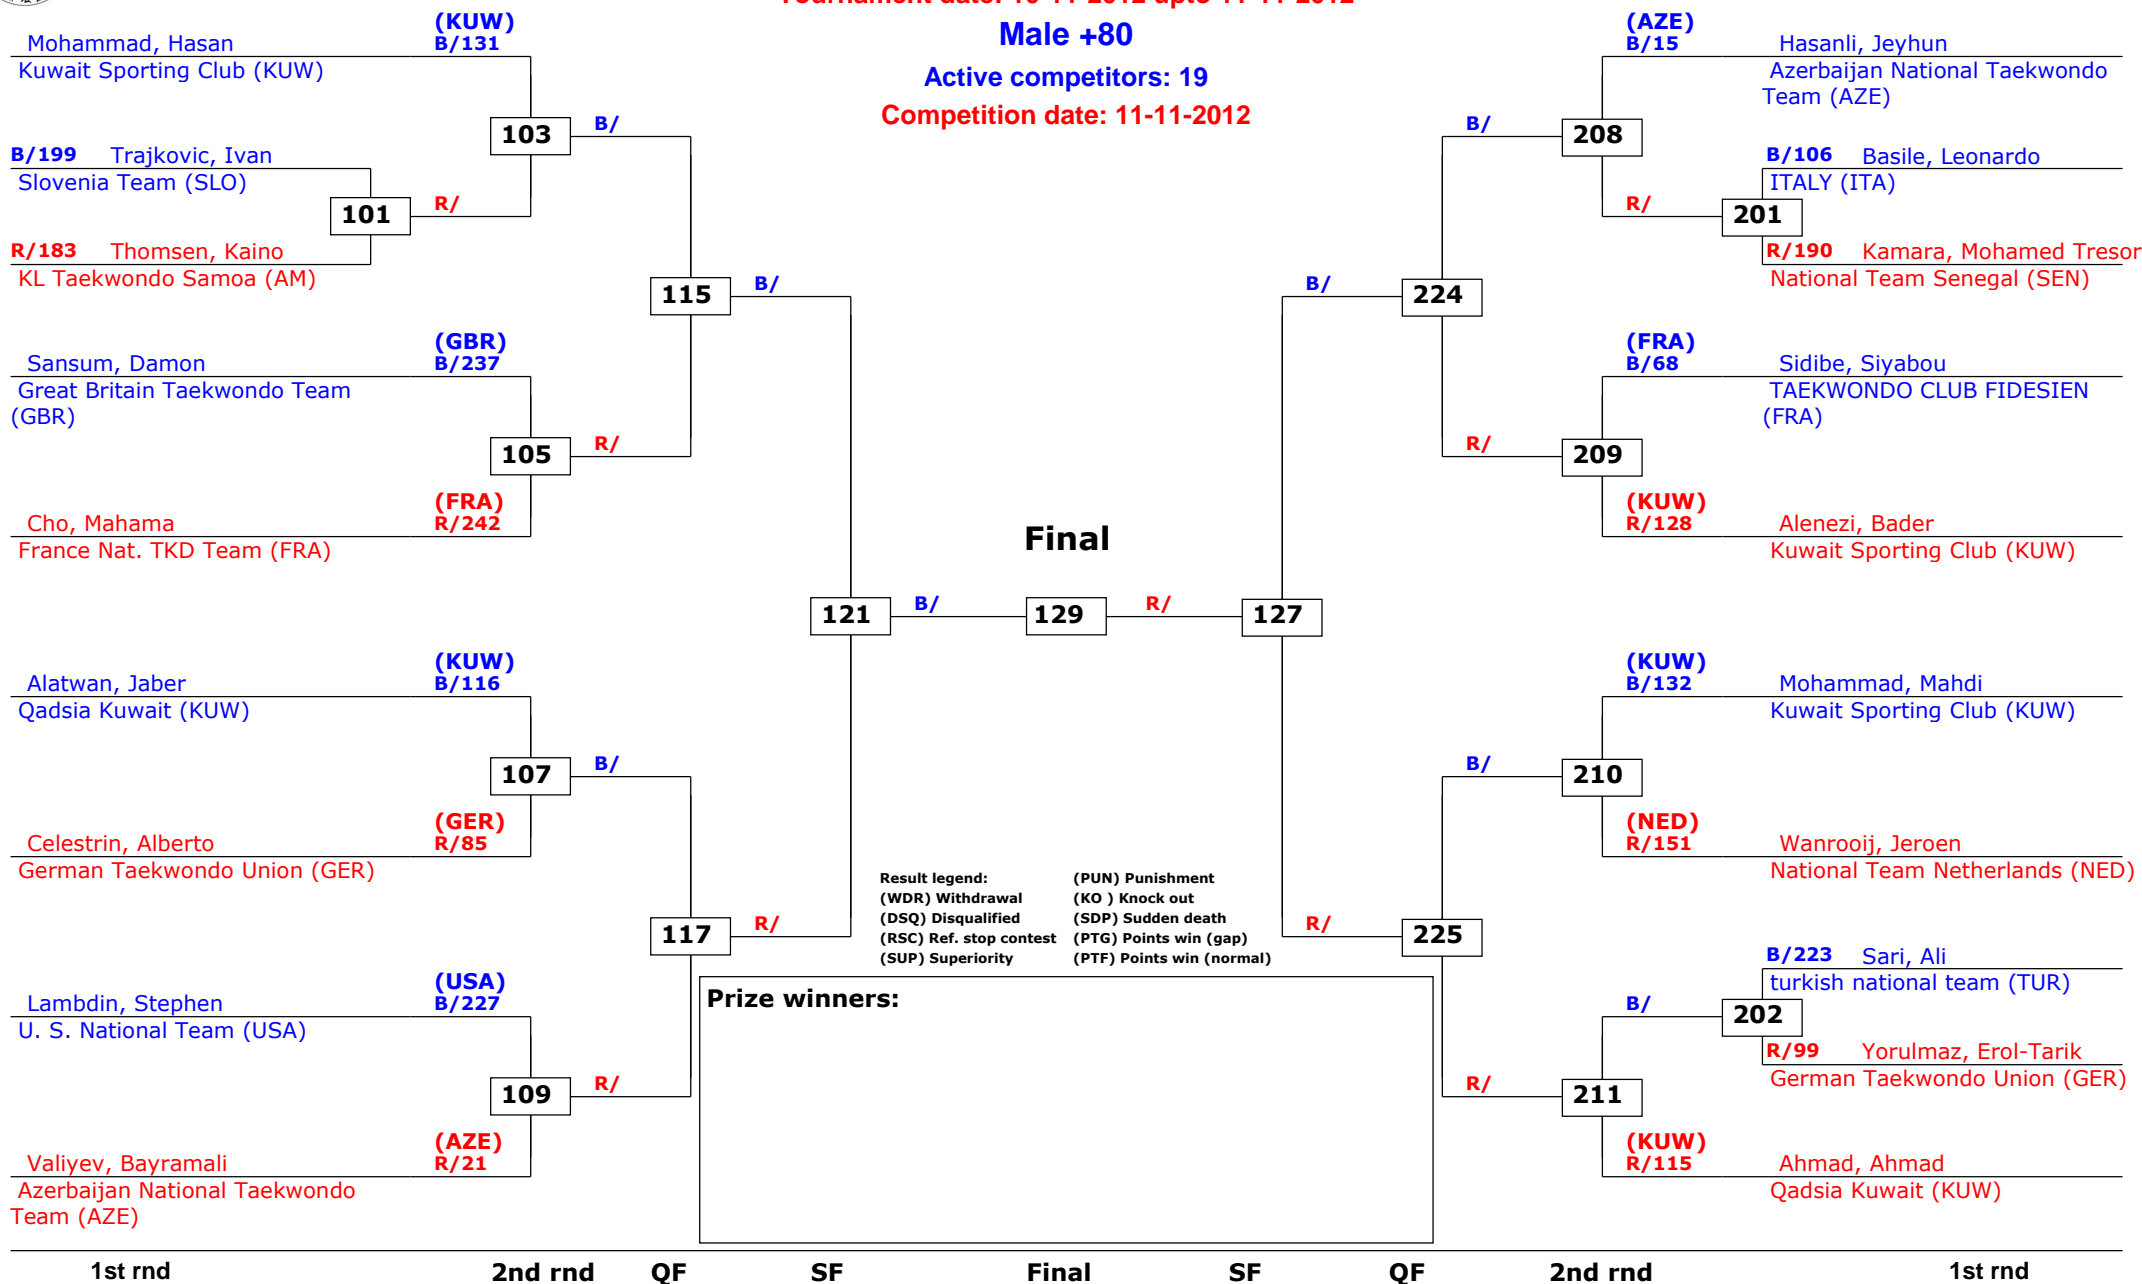 Tournament date: 10-11-2012 upto 11-11-2012
Male +80
Active competitors: 19
Competition date: 11-11-2012
(KUW)
Mohammad, Hasan B/131
Kuwait Sporting Club (KUW)
103
B/
B/199 Trajkovic, Ivan
Slovenia Team (SLO)
101
R/
R/183 Thomsen, Kaino
KL Taekwondo Samoa (AM)
115
B/
(GBR)
Sansum, Damon B/237
Great Britain Taekwondo Team
(GBR)
105
R/
(FRA)
Cho, Mahama R/242
France Nat. TKD Team (FRA)
121
B/
(KUW)
Alatwan, Jaber B/116
Qadsia Kuwait (KUW)
107
B/
(GER)
Celestrin, Alberto R/85
German Taekwondo Union (GER)
117
R/
(USA)
Lambdin, Stephen B/227
U. S. National Team (USA)
109
R/
(AZE)
Valiyev, Bayramali R/21
Azerbaijan National Taekwondo
Team (AZE)
Final
129
(AZE)
B/15 Hasanli, Jeyhun
Azerbaijan National Taekwondo
Team (AZE)
B/
208
B/106 Basile, Leonardo
ITALY (ITA)
R/
201
R/190 Kamara, Mohamed Tresor
National Team Senegal (SEN)
B/
224
(FRA)
B/68 Sidibe, Siyabou
TAEKWONDO CLUB FIDESIEN
(FRA)
R/
209
(KUW)
R/128 Alenezi, Bader
Kuwait Sporting Club (KUW)
R/
127
(KUW)
B/132 Mohammad, Mahdi
Kuwait Sporting Club (KUW)
B/
210
(NED)
R/151 Wanrooij, Jeroen
National Team Netherlands (NED)
R/
225
B/223 Sari, Ali
turkish national team (TUR)
B/
202
R/99 Yorulmaz, Erol-Tarik
German Taekwondo Union (GER)
R/
211
(KUW)
R/115 Ahmad, Ahmad
Qadsia Kuwait (KUW)
Result legend: (PUN) Punishment
(WDR) Withdrawal (KO ) Knock out
(DSQ) Disqualified (SDP) Sudden death
(RSC) Ref. stop contest (PTG) Points win (gap)
(SUP) Superiority (PTF) Points win (normal)
Prize winners:
1st rnd 2nd rnd QF SF Final SF QF 2nd rnd 1st rnd